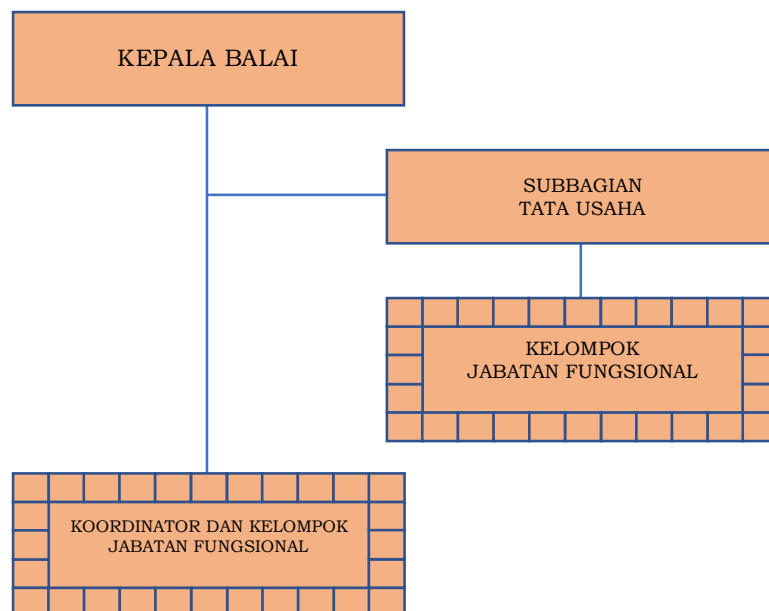 KEPALA BALAI
SUBBAGIAN
TATA USAHA
KELOMPOK
JABATAN FUNGSIONAL
KOORDINATOR DAN KELOMPOK
JABATAN FUNGSIONAL